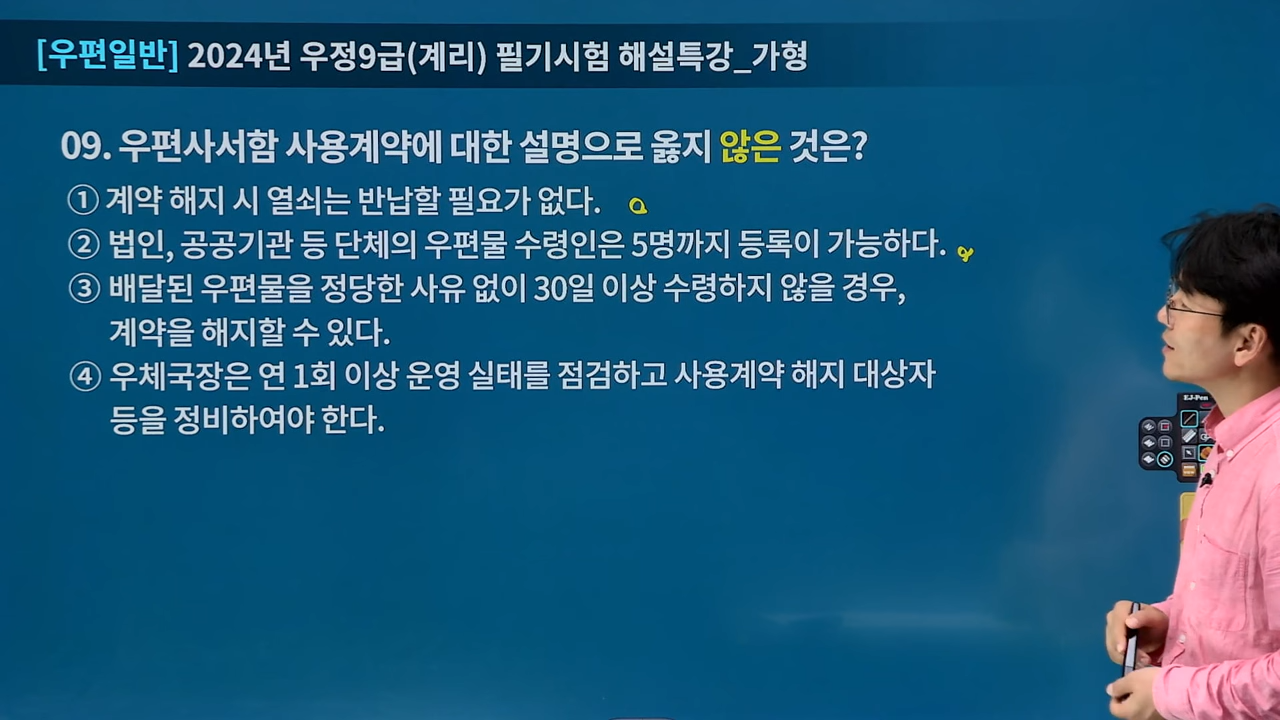 [우편일반] 2024년 우정9급(계리) 필기시험 해설특강_가형
09. 우편사서함 사용계약에 대한 설명으로 옳지 않은 것은?
① 계약 해지 시 열쇠는 반납할 필요가 없다.
② 법인, 공공기관 등 단체의 우편물 수령인은 5명까지 등록이 가능하다.
③ 배달된 우편물을 정당한 사유 없이 30일 이상 수령하지 않을 경우,
계약을 해지할 수 있다.
④ 우체국장은 연 1회 이상 운영 실태를 점검하고 사용계약 해지 대상자
등을 정비하여야 한다.
EJ-Pen